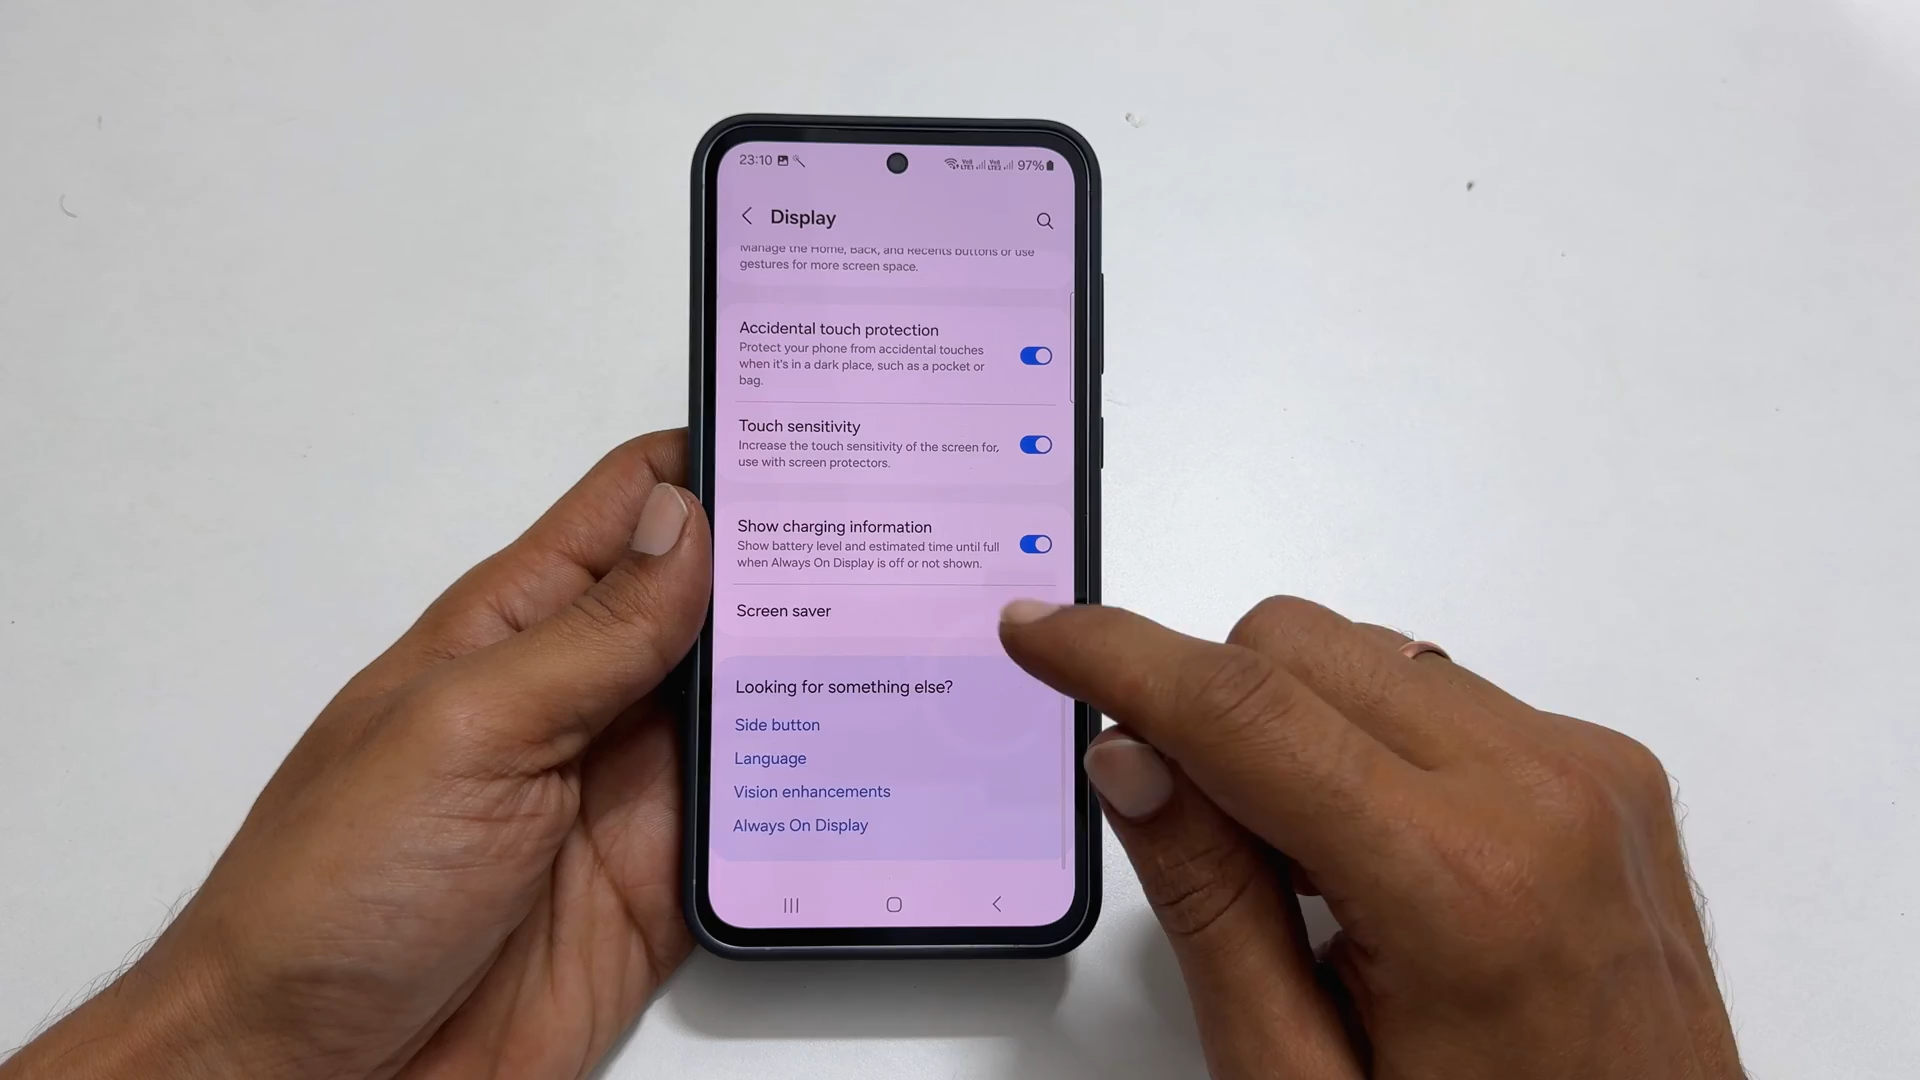 23:10
97%
Display
Manage the Home, Back, and Recents buttons or use
gestures for more screen space.
Accidental touch protection
Protect your phone from accidental touches
when it's in a dark place, such as a pocket or
bag.
Touch sensitivity
Increase the touch sensitivity of the screen for,
use with screen protectors.
Show charging information
Show battery level and estimated time until full
when Always On Display is off or not shown.
Screen saver
Looking for something else?
Side button
Language
Vision enhancements
Always On Display